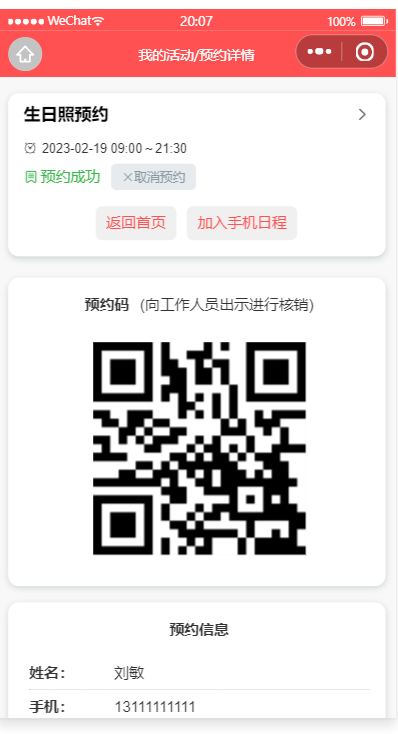 WeChat 20:07 100%
我的活动/预约详情
生日照预约
2023-02-19 09:00～21:30
预约成功 ×取消预约
返回首页 加入手机日程
预约码 (向工作人员出示进行核销)
预约信息
姓名： 刘敏
手机： 13111111111